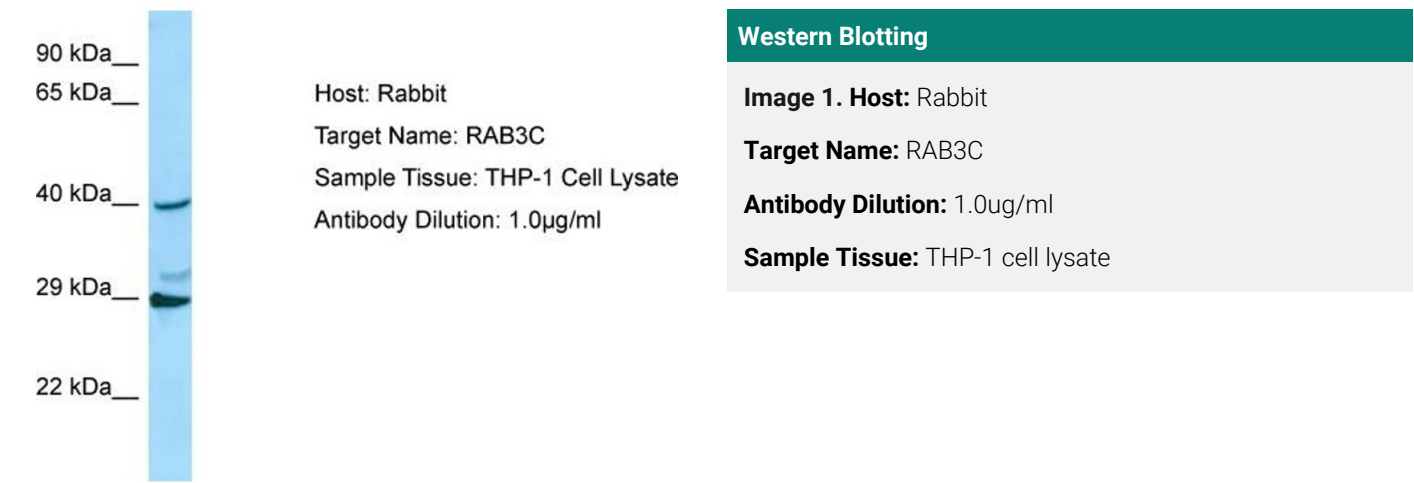 90 kDa
65 kDa
40 kDa
29 kDa
22 kDa
Host: Rabbit
Target Name: RAB3C
Sample Tissue: THP-1 Cell Lysate
Antibody Dilution: 1.0µg/ml
Western Blotting
Image 1. Host: Rabbit
Target Name: RAB3C
Antibody Dilution: 1.0ug/ml
Sample Tissue: THP-1 cell lysate